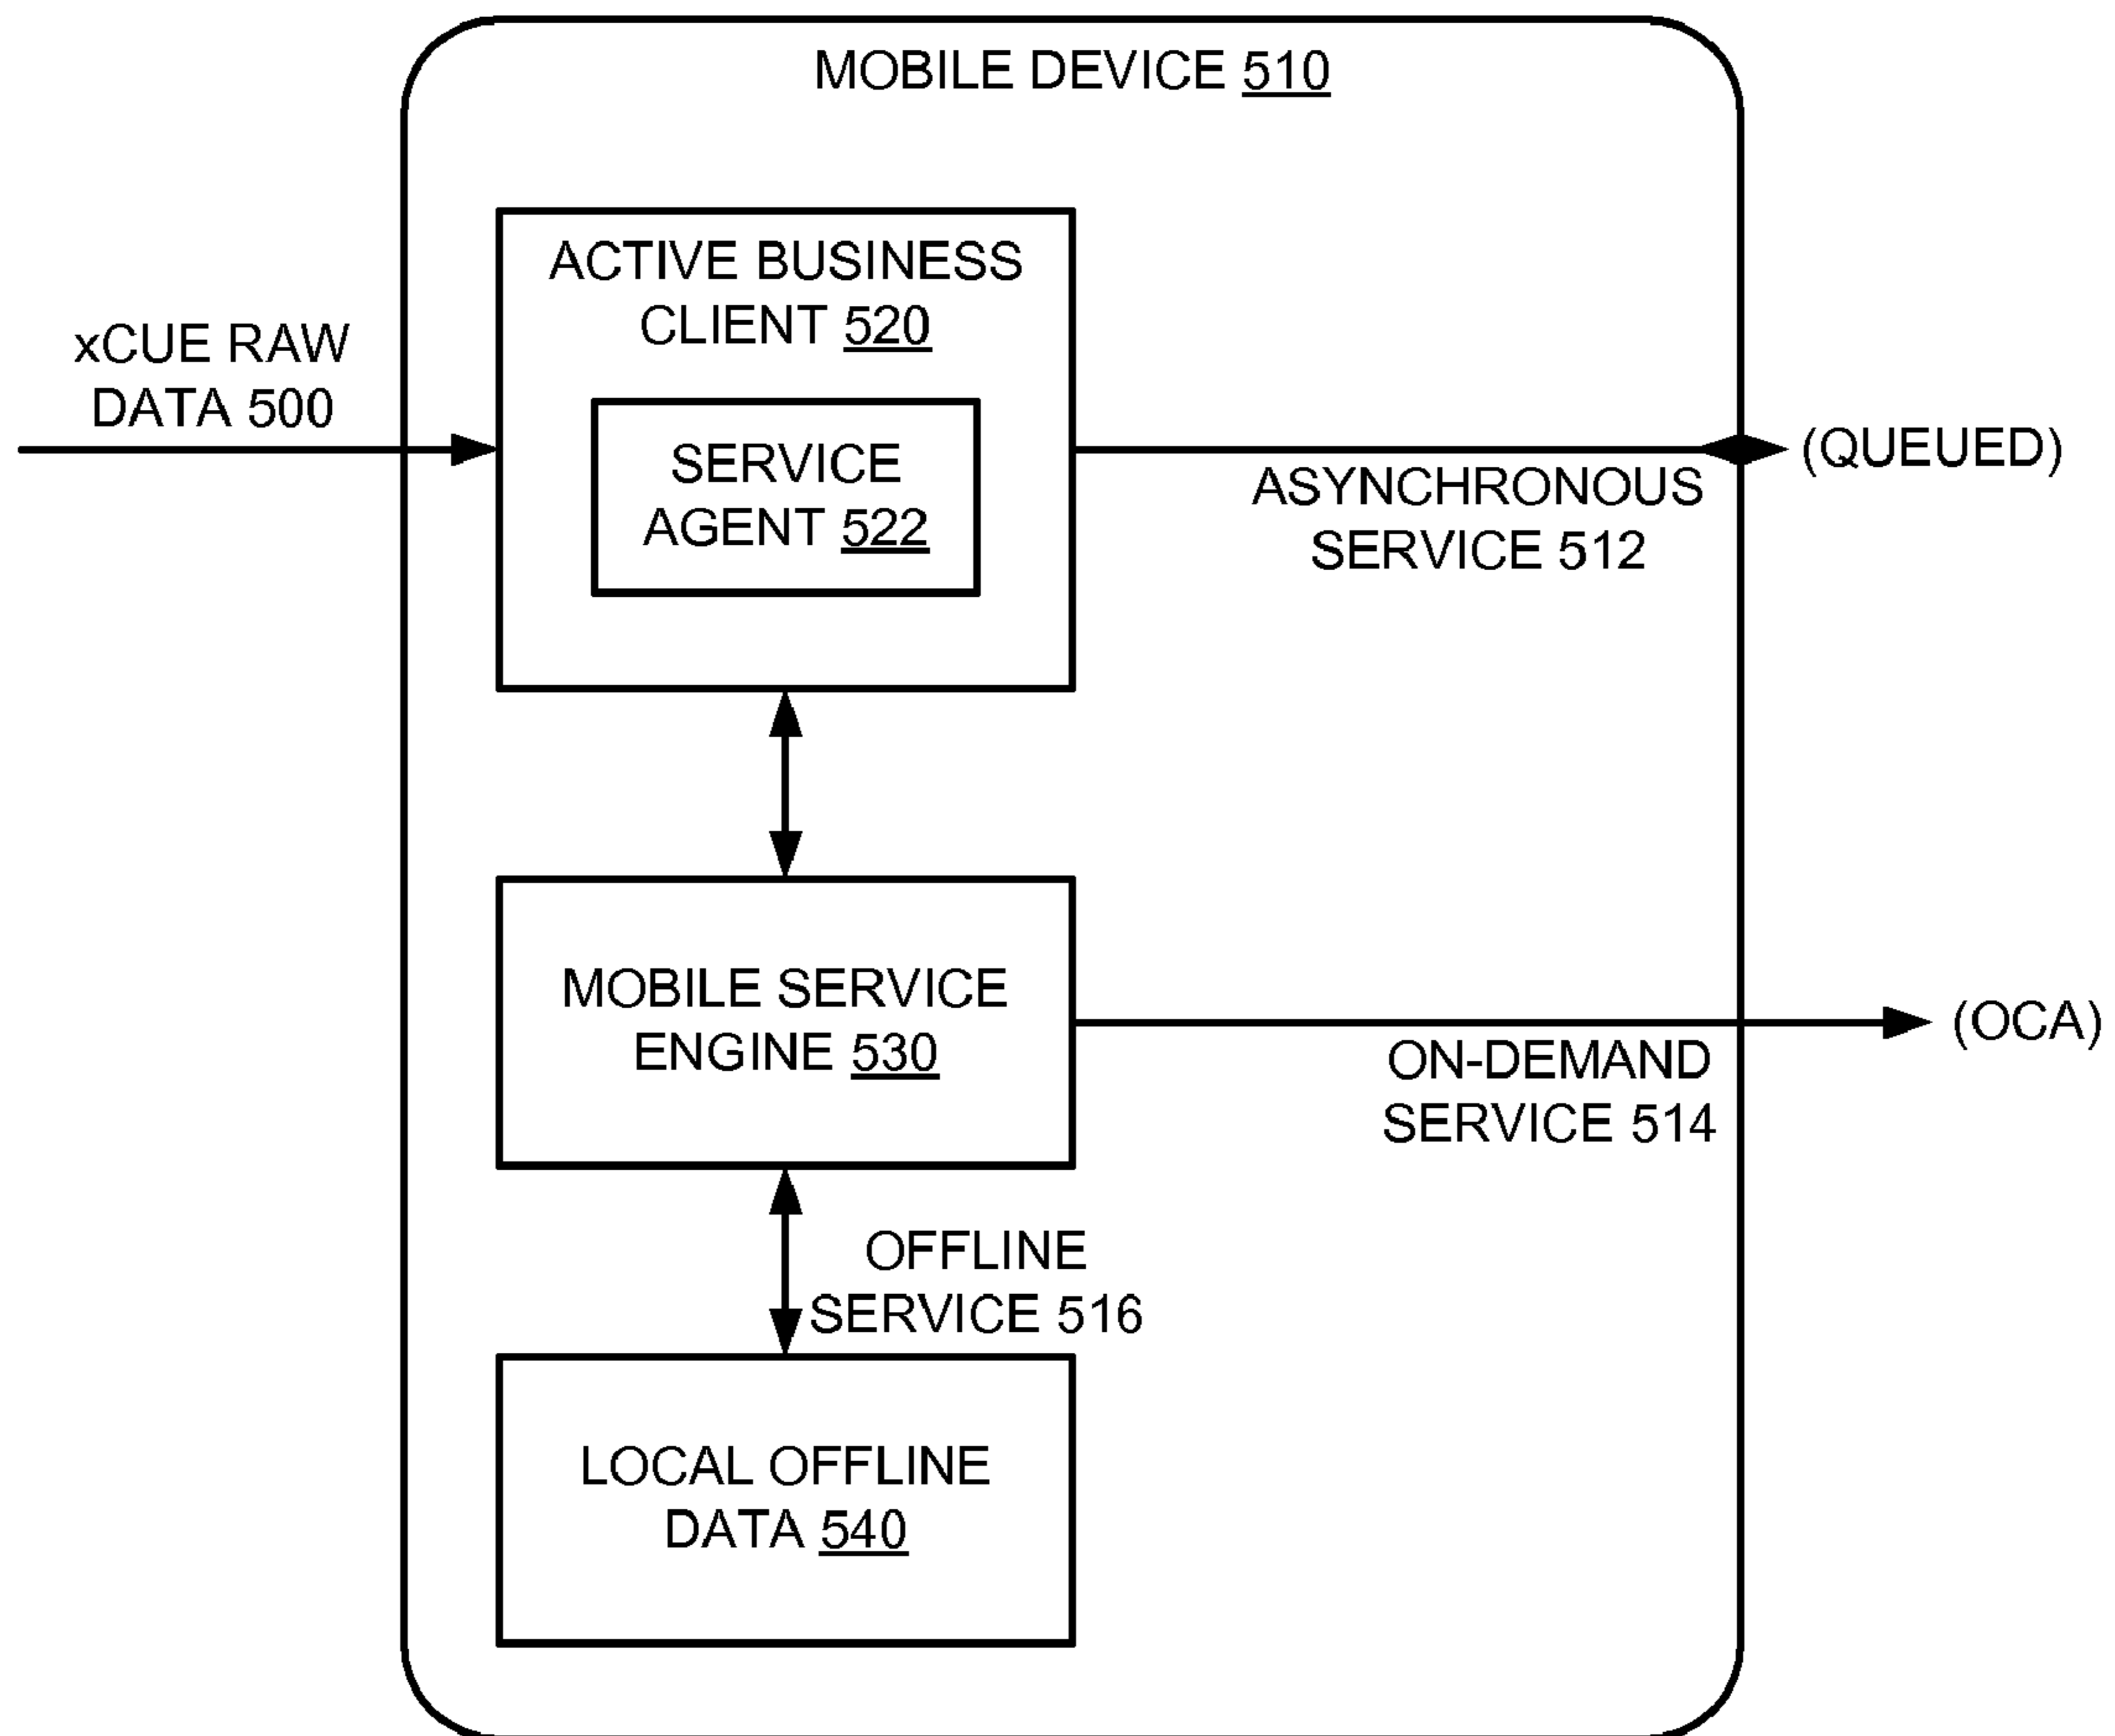 MOBILE DEVICE 510
ACTIVE BUSINESS
CLIENT 520
xCUE RAW
DATA 500
SERVICE
AGENT 522
(QUEUED)
ASYNCHRONOUS
SERVICE 512
MOBILE SERVICE
ENGINE 530
(OCA)
ON-DEMAND
SERVICE 514
OFFLINE
SERVICE 516
LOCAL OFFLINE
DATA 540